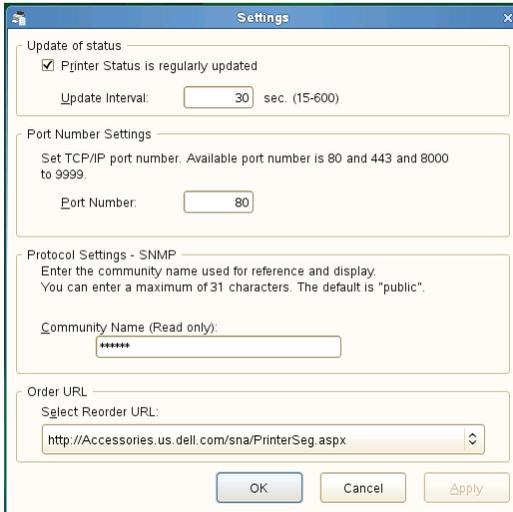 Settings
Update of status
Printer Status is regularly updated
Update Interval: 30 sec. (15-600)
Port Number Settings
Set TCP/IP port number. Available port number is 80 and 443 and 8000
to 9999.
Port Number: 80
Protocol Settings - SNMP
Enter the community name used for reference and display.
You can enter a maximum of 31 characters. The default is "public".
Community Name (Read only):
******
Order URL
Select Reorder URL:
http://Accessories.us.dell.com/sna/PrinterSeg.aspx
OK Cancel Apply